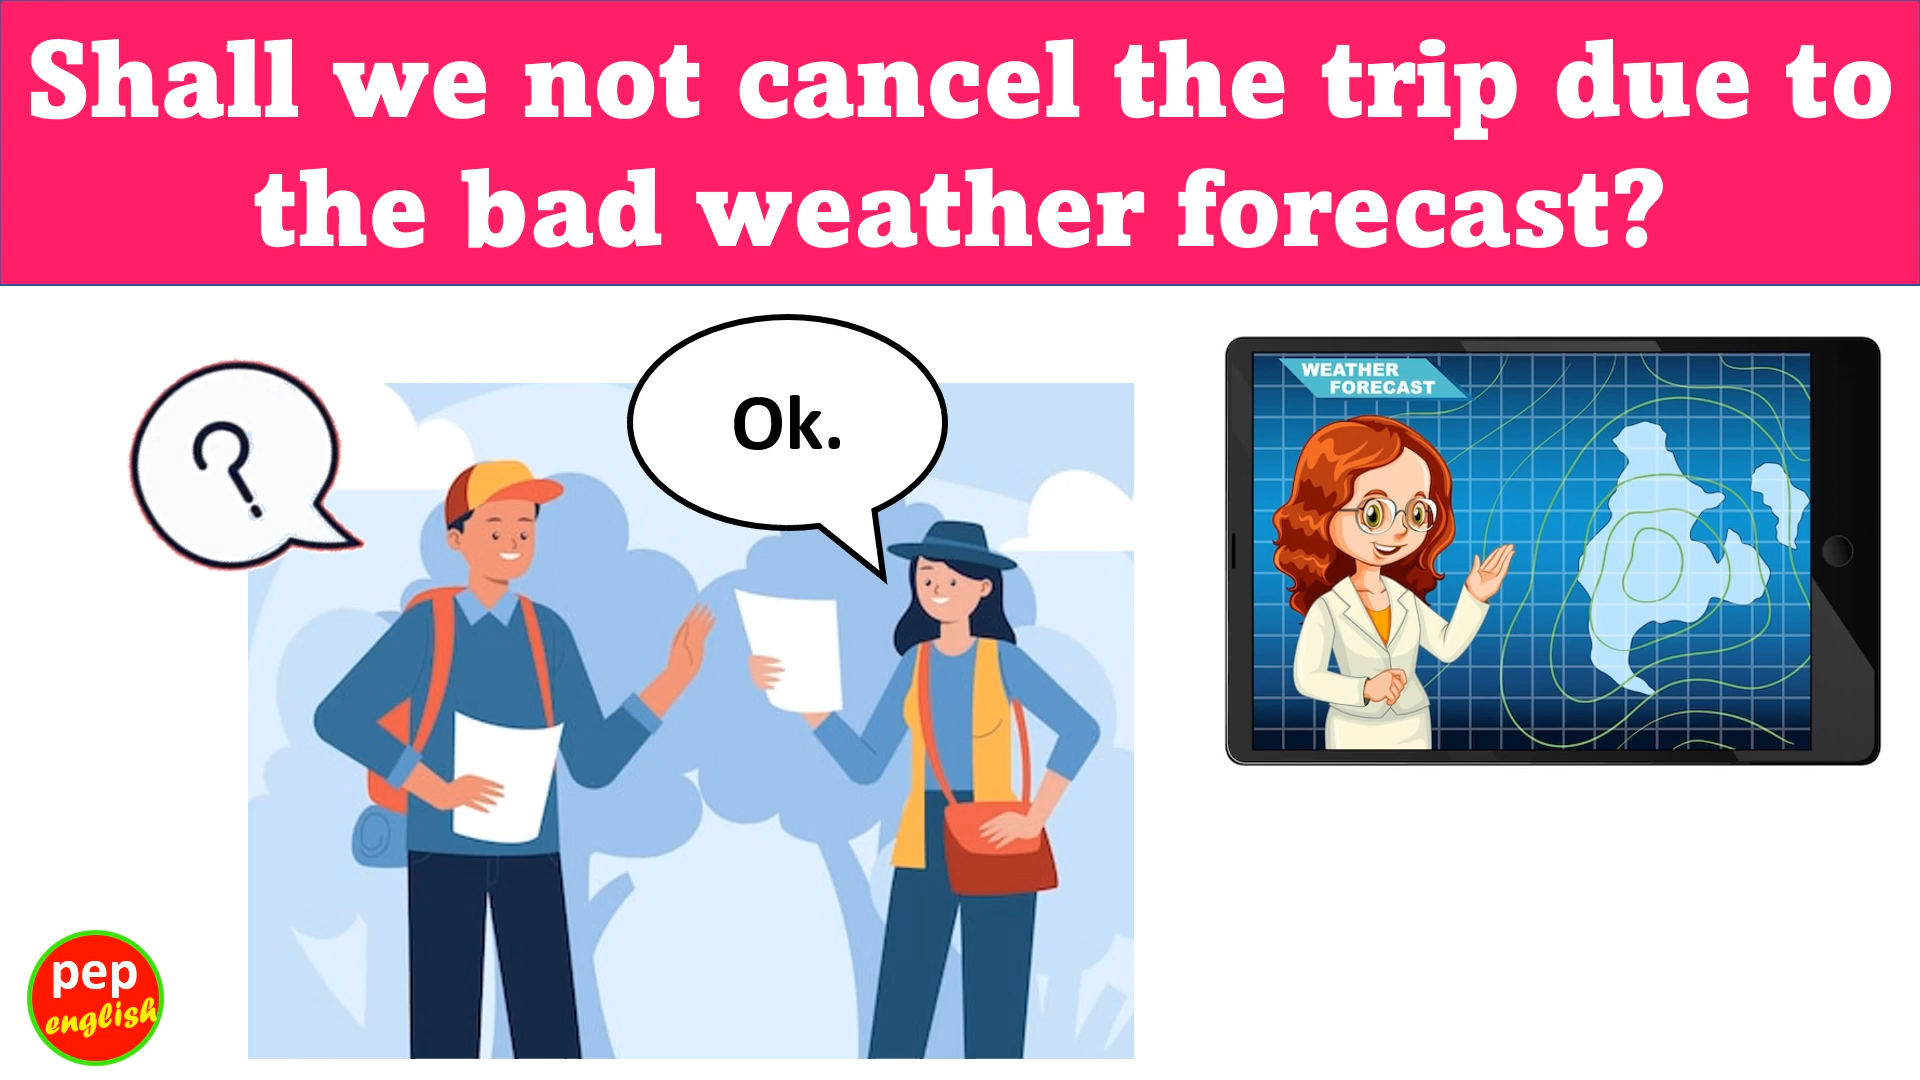 Shall we not cancel the trip due to
the bad weather forecast?
?
Ok.
WEATHER
FORECAST
pep
english